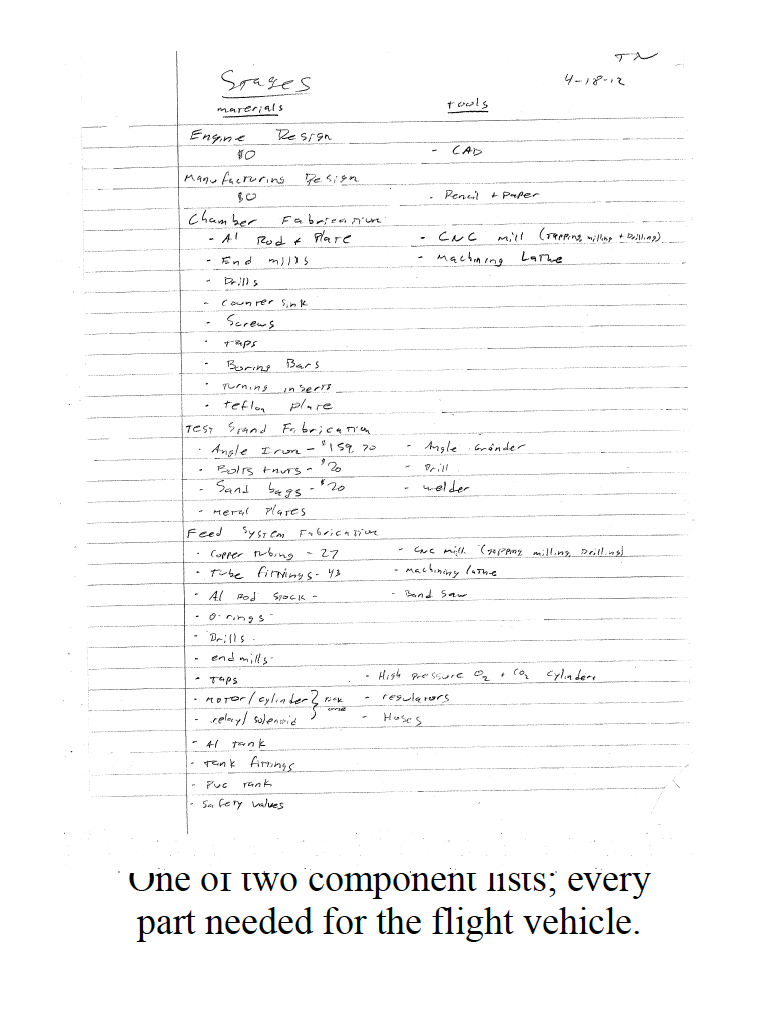 TN
Stages
4-18-12
materials tools
Engine Design
$0 - CAD
Manufacturing Design
$0 - Pencil + Paper
Chamber Fabrication
- Al Rod + Plate - CNC mill (Tapping, milling + Drilling)
- End mills - Machining Lathe
- Drills
- counter sink
- Screws
- taps
- Boring Bars
- turning inserts
- teflon plate
Test Stand Fabrication
- Angle Iron - $159.70 - Angle Grinder
- Bolts + nuts - $20 - Drill
- Sand bags - $20 - welder
- metal plates
Feed System Fabrication
- Copper tubing - 27 - CNC mill (Tapping milling, Drilling)
- Tube fittings - 43 - machining lathe
- Al Rod Stock - - Band Saw
- O-rings -
- Drills -
- endmills -
- Taps - High pressure O2 + CO2 cylinders
- motor/cylinder } Pick one - regulators
- relay/solenoid - Hoses
- Al tank
- tank fittings
- PVC tank
- Safety valves
One of two component lists; every
part needed for the flight vehicle.